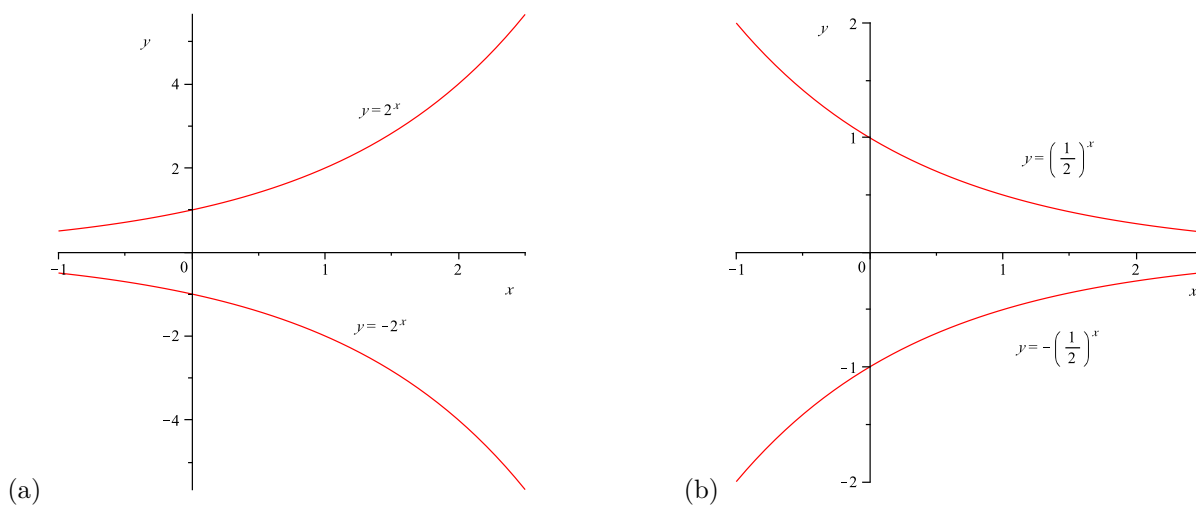 y
4
y = 2^x
2
-1
0
1
2
x
-2
y = -2^x
-4
(a)
y
2
1
y = (1/2)^x
-1
0
1
2
x
y = -(1/2)^x
-1
-2
(b)